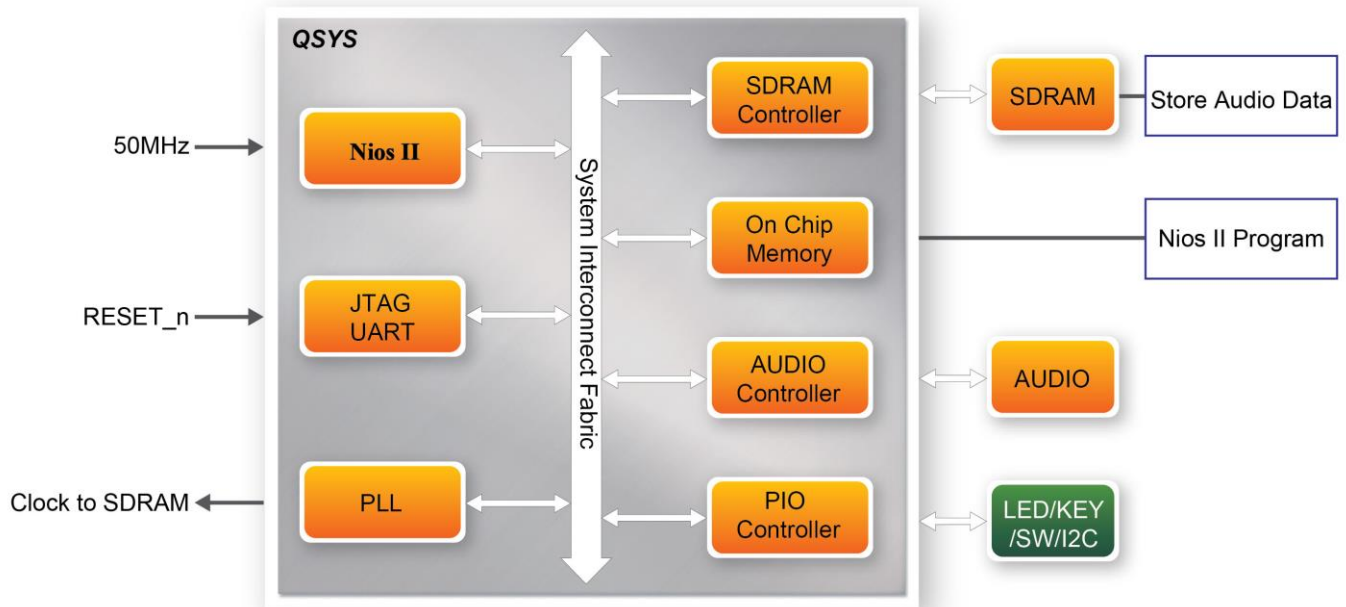 QSYS
50MHz
Nios II
RESET_n
JTAG
UART
Clock to SDRAM
PLL
System Interconnect Fabric
SDRAM
Controller
On Chip
Memory
AUDIO
Controller
PIO
Controller
SDRAM
Store Audio Data
Nios II Program
AUDIO
LED/KEY
/SW/I2C